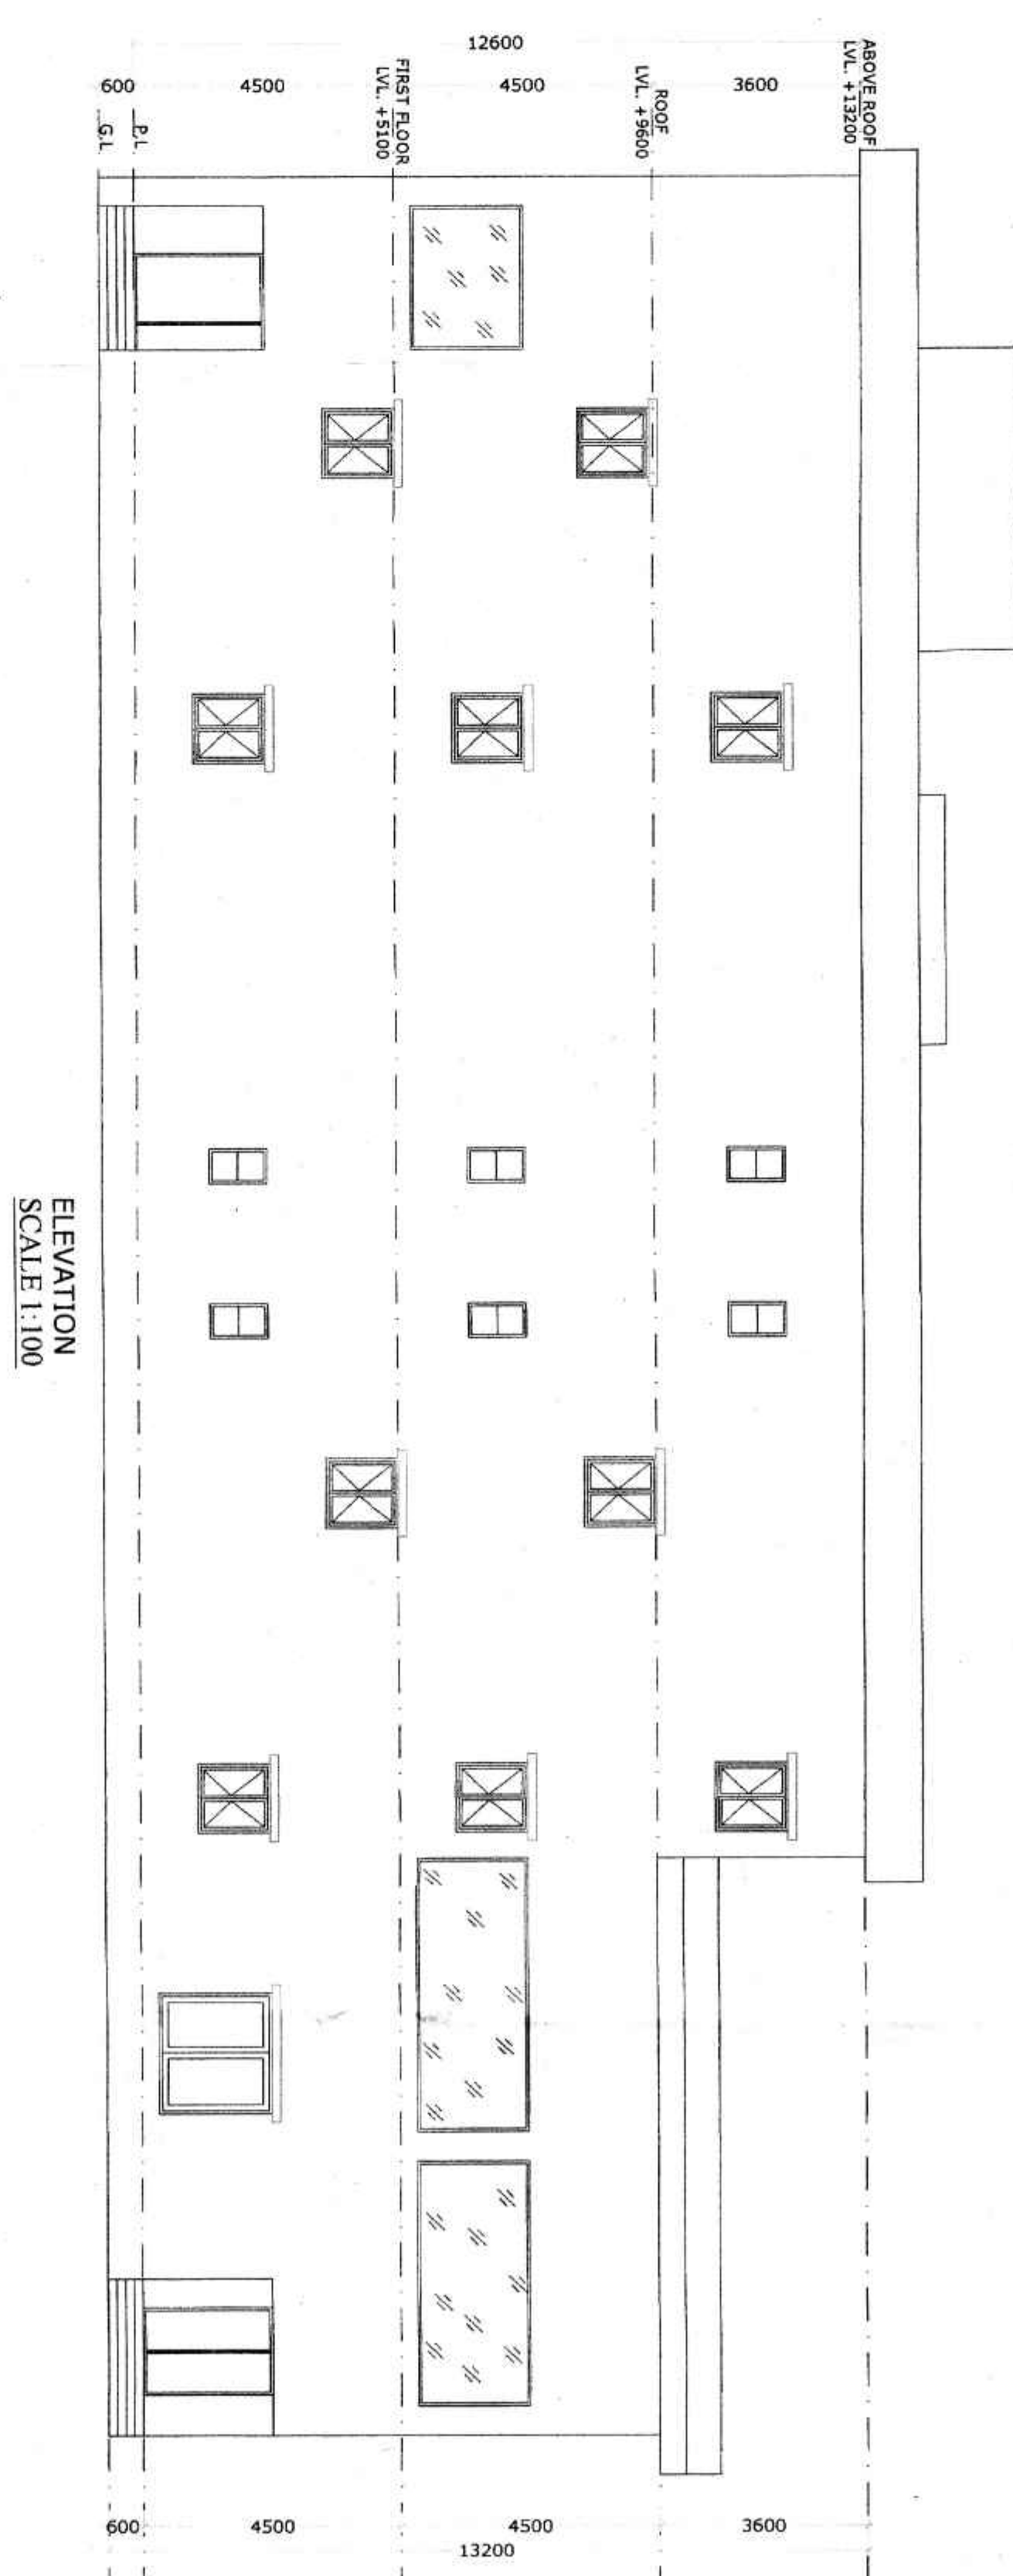 12600
600
4500
4500
3600
G.L
P.L
FIRST FLOOR
LVL. +5100
ROOF
LVL. +9600
ABOVE ROOF
LVL. +13200
ELEVATION
SCALE 1:100
600
4500
4500
3600
13200